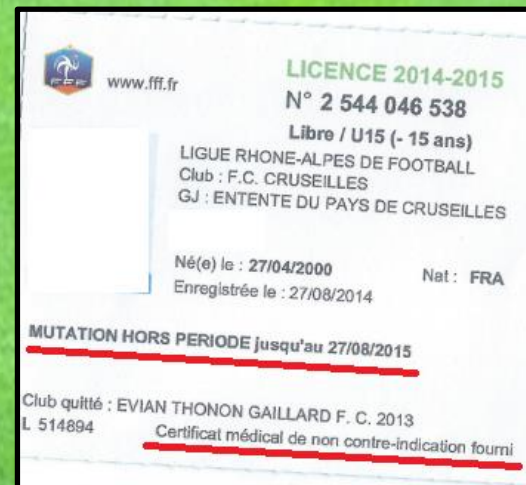 FFF
www.fff.fr
LICENCE 2014-2015
N° 2 544 046 538
Libre / U15 (- 15 ans)
LIGUE RHONE-ALPES DE FOOTBALL
Club : F.C. CRUSEILLES
GJ : ENTENTE DU PAYS DE CRUSEILLES
Né(e) le : 27/04/2000 Nat : FRA
Enregistrée le : 27/08/2014
MUTATION HORS PERIODE jusqu'au 27/08/2015
Club quitté : EVIAN THONON GAILLARD F. C. 2013
L 514894 Certificat médical de non contre-indication fourni